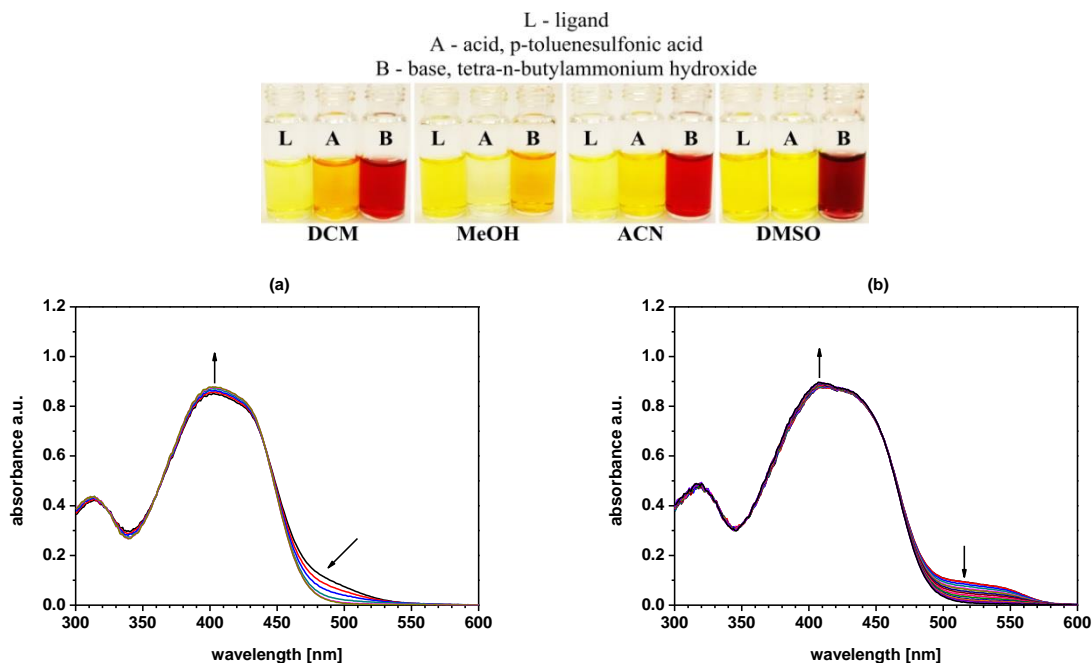 L - ligand
A - acid, p-toluenesulfonic acid
B - base, tetra-n-butylammonium hydroxide
L A B L A B L A B L A B
DCM MeOH ACN DMSO
(a)
1.2
1.0
0.8
0.6
0.4
0.2
0.0
absorbance a.u.
300 350 400 450 500 550 600
wavelength [nm]
(b)
1.2
1.0
0.8
0.6
0.4
0.2
0.0
absorbance a.u.
300 350 400 450 500 550 600
wavelength [nm]